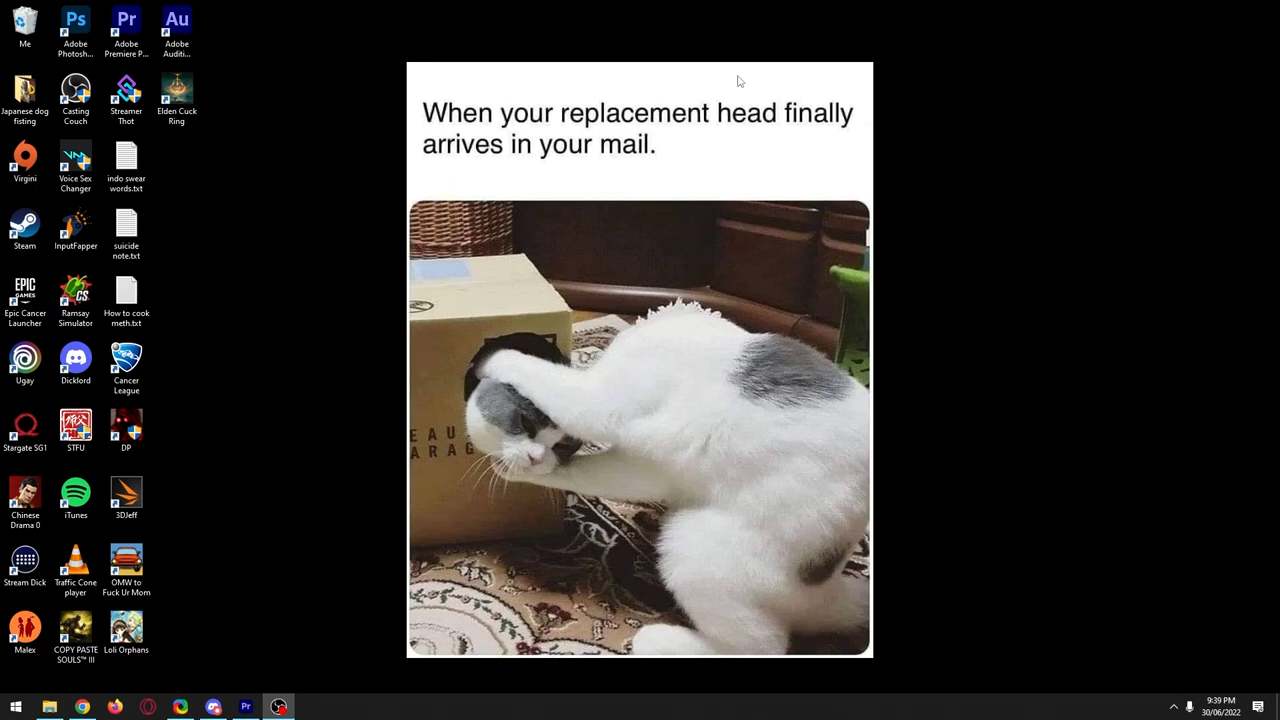 Me
Adobe
Photosh...
Adobe
Premiere P...
Adobe
Auditi...
Japanese dog
fisting
Casting
Couch
Streamer
Thot
Elden Cuck
Ring
Virgini
Voice Sex
Changer
indo swear
words.txt
Steam
InputFapper
suicide
note.txt
Epic Cancer
Launcher
Ramsay
Simulator
How to cook
meth.txt
Ugay
Dicklord
Cancer
League
Stargate SG1
STFU
DP
Chinese
Drama 0
iTunes
3DJeff
Stream Dick
Traffic Cone
player
OMW to
Fuck Ur Mom
Malex
COPY PASTE
SOULS™ III
Loli Orphans
Ps
Pr
Au
EPIC
GAMES
CS
When your replacement head finally
arrives in your mail.
EAU
ARAG
Pr
9:39 PM
30/06/2022